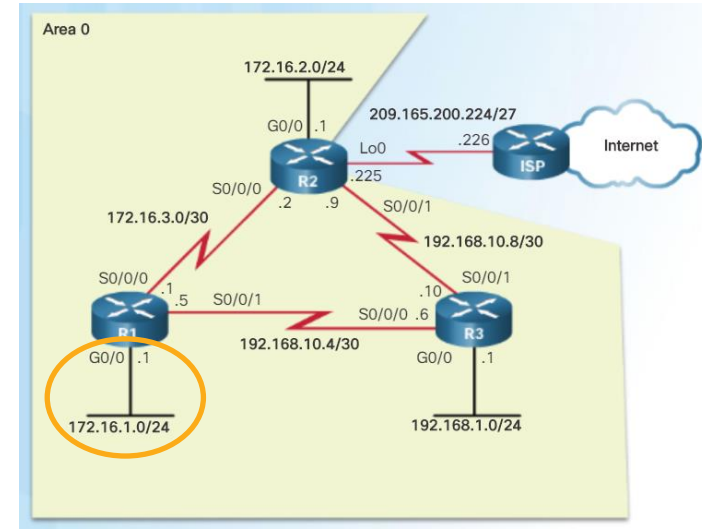 Area 0
172.16.2.0/24
209.165.200.224/27
G0/0 .1
.226
Internet
Lo0
ISP
R2
.225
S0/0/0
.2
.9
S0/0/1
172.16.3.0/30
192.168.10.8/30
S0/0/0
S0/0/1
.1
.10
.5
S0/0/1
S0/0/0 .6
R1
R3
192.168.10.4/30
G0/0 .1
G0/0 .1
172.16.1.0/24
192.168.1.0/24